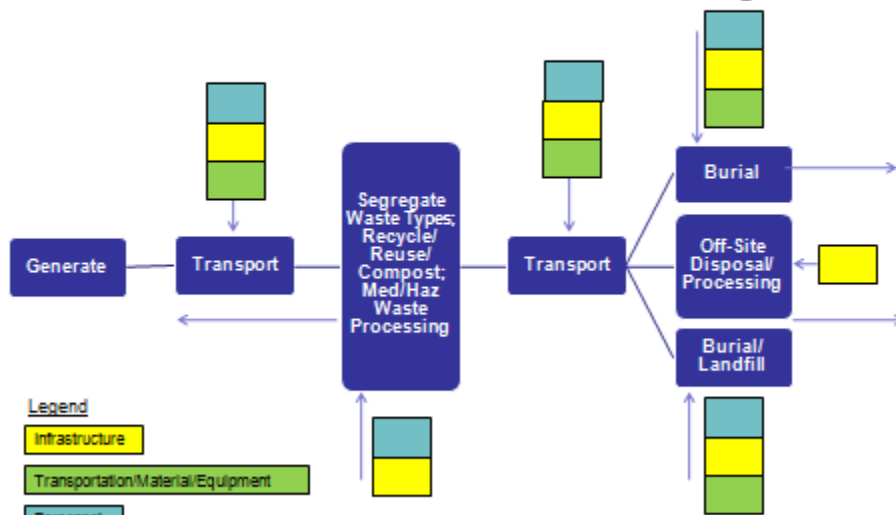 Generate
Transport
Segregate
Waste Types;
Recycle/
Reuse/
Compost;
Med/Haz
Waste
Processing
Transport
Burial
Off-Site
Disposal/
Processing
Burial/
Landfill
Legend
Infrastructure
Transportation/Material/Equipment